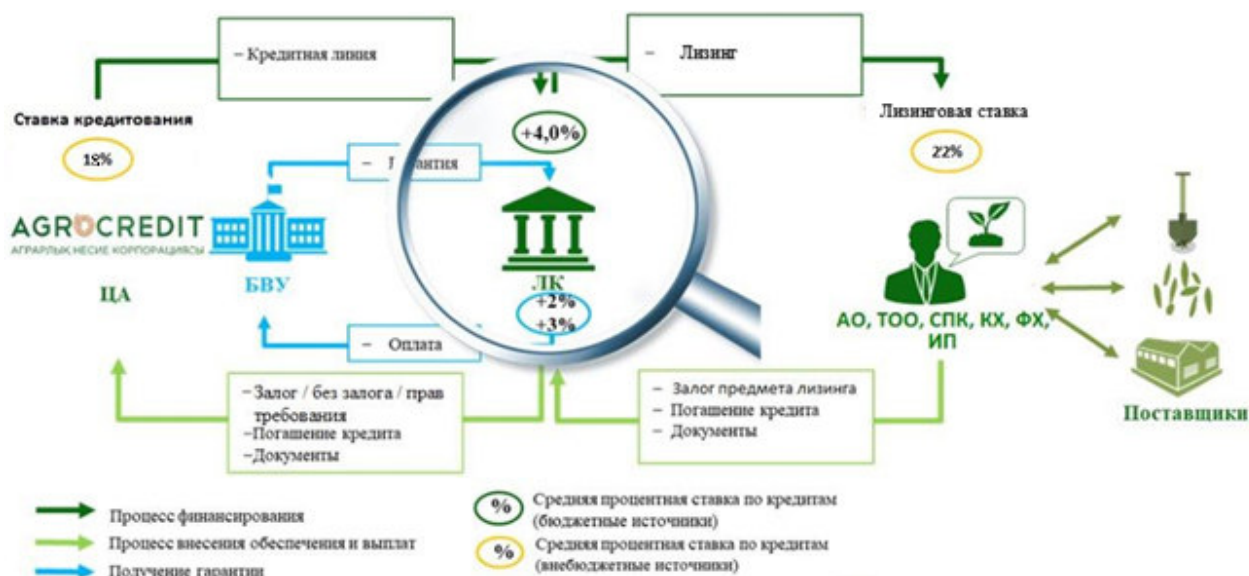 – Кредитная линия
– Лизинг
Ставка кредитования
18%
+4,0%
Лизинговая ставка
22%
–
AGROCREDIT
АГРАРЛЫҚ НЕСИЕ КОРПОРАЦИЯСЫ
ЦА
БВУ
ЛК
+2%
+3%
– Оплата
АО, ТОО, СПК, КХ, ФХ,
ИП
Поставщики
– Залог / без залога / прав
требования
– Погашение кредита
– Документы
– Залог предмета лизинга
– Погашение кредита
– Документы
Процесс финансирования
Процесс внесения обеспечения и выплат
Получение гарантии
% Средняя процентная ставка по кредитам
(бюджетные источники)
% Средняя процентная ставка по кредитам
(внебюджетные источники)